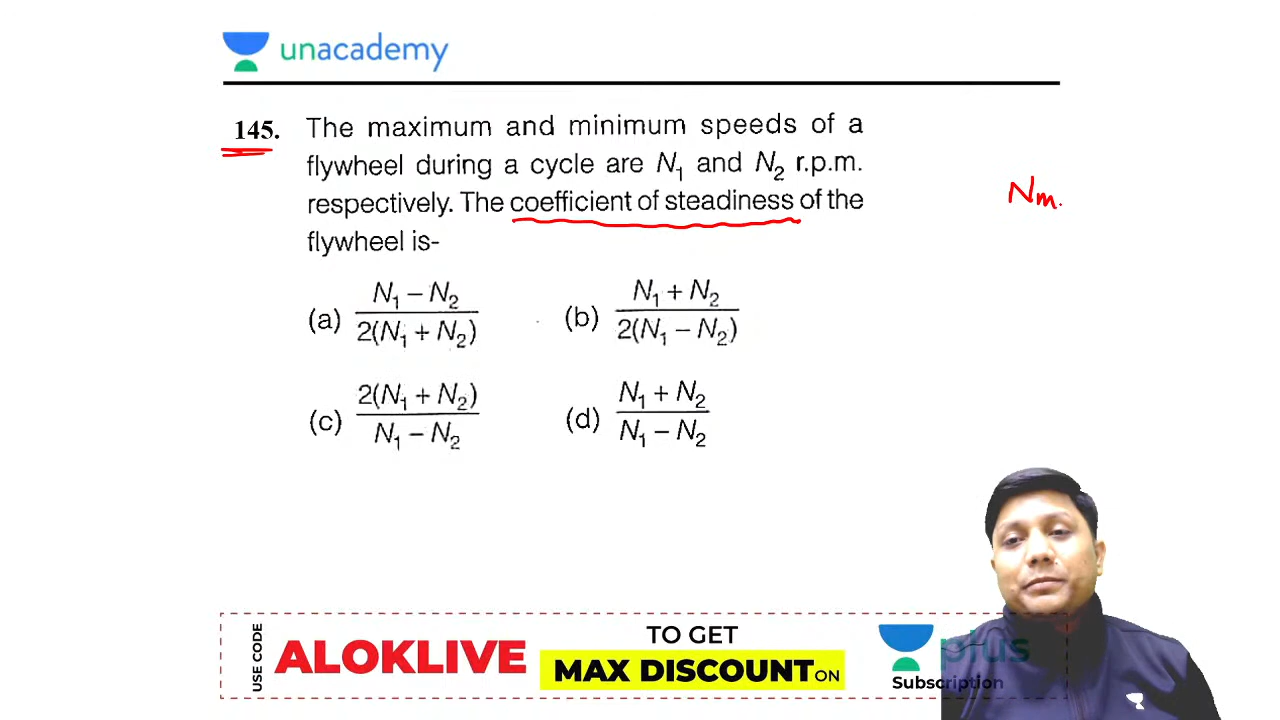 unacademy
145. The maximum and minimum speeds of a
flywheel during a cycle are N₁ and N₂ r.p.m.
respectively. The coefficient of steadiness of the
flywheel is-
Nm.
(a) N₁ − N₂ / 2(N₁ + N₂) (b) N₁ + N₂ / 2(N₁ − N₂)
(c) 2(N₁ + N₂) / N₁ − N₂ (d) N₁ + N₂ / N₁ − N₂
USE CODE
ALOKLIVE
TO GET
MAX DISCOUNT ON
plus
Subscription